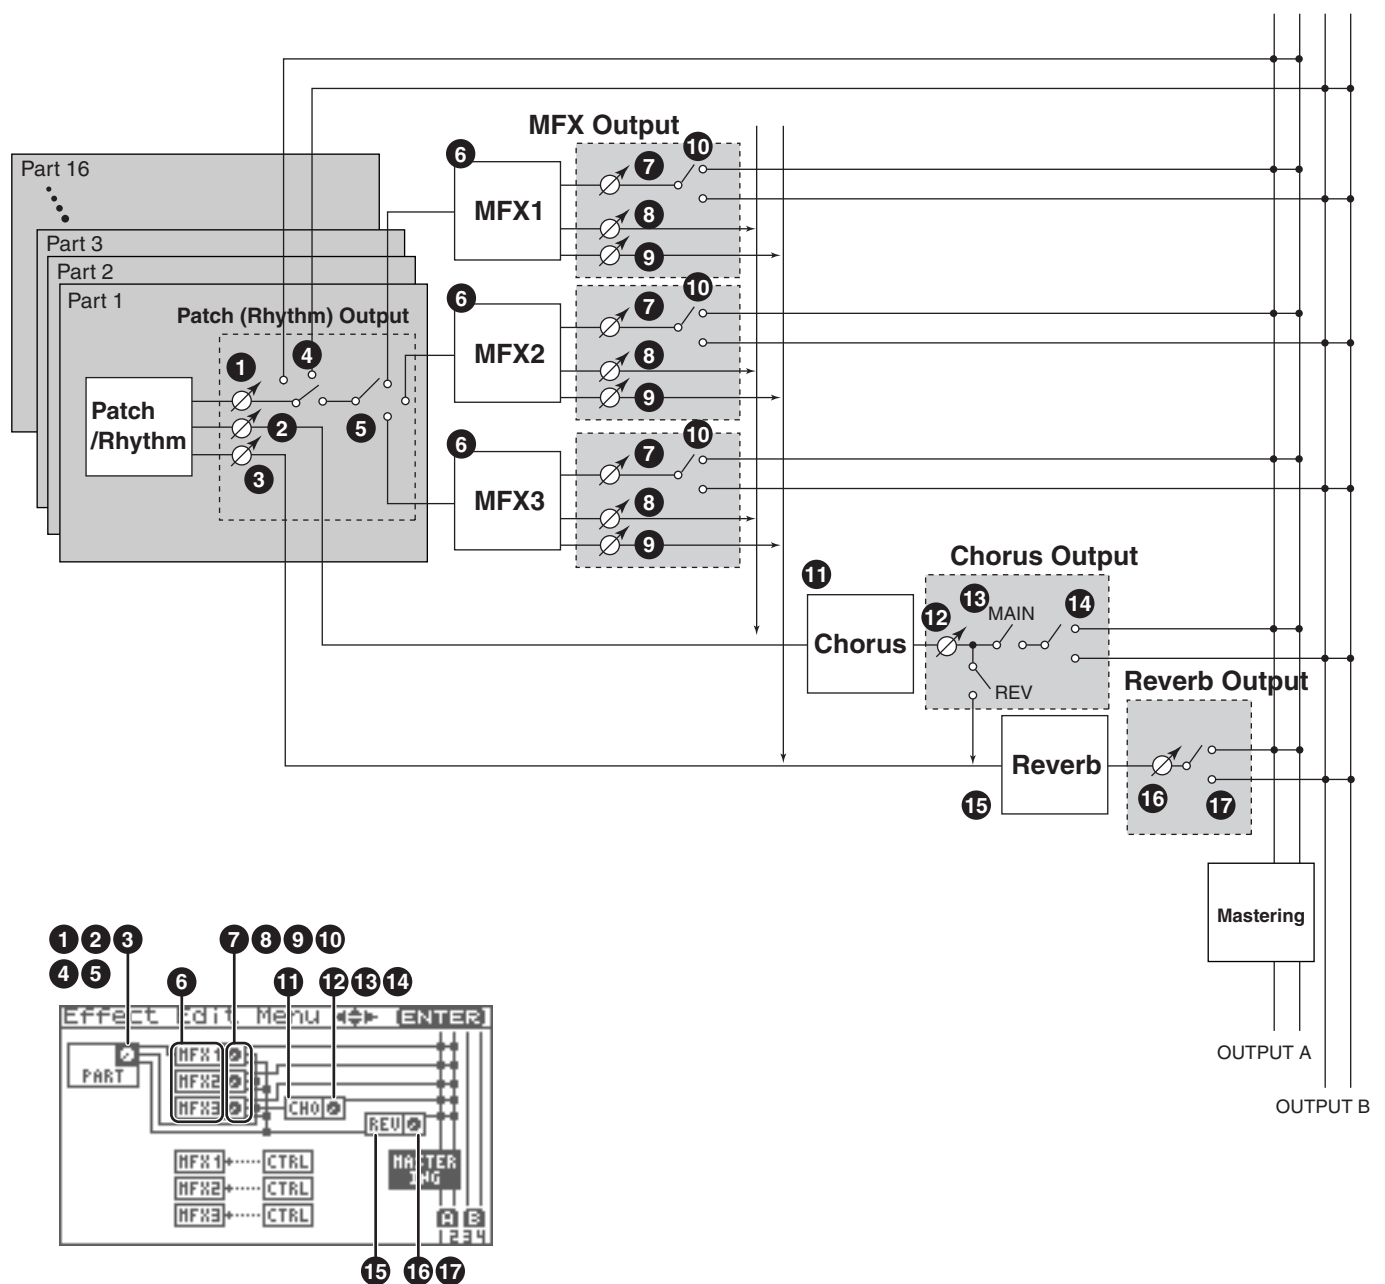 MFX Output
Part 16
Part 3
Part 2
Part 1
Patch (Rhythm) Output
Patch
/Rhythm
1
2
3
4
5
6
MFX1
7
8
9
10
6
MFX2
7
8
9
10
6
MFX3
7
8
9
10
11
Chorus
Chorus Output
12
13
MAIN
14
REV
15
Reverb
Reverb Output
16
17
Mastering
OUTPUT A
OUTPUT B
1 2 3
4 5
6
7 8 9 10
11
12 13 14
Effect Edit Menu [ENTER]
PART
MFX1
MFX2
MFX3
CHO
REV
MFX1 CTRL
MFX2 CTRL
MFX3 CTRL
MASTER
ING
A B
1234
15
16 17